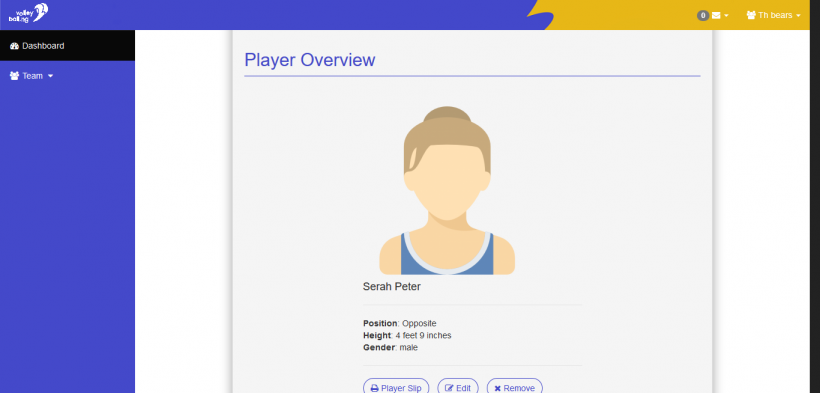 volley
balling
0
Th bears
Dashboard
Team
Player Overview
Serah Peter
Position: Opposite
Height: 4 feet 9 inches
Gender: male
Player Slip
Edit
Remove